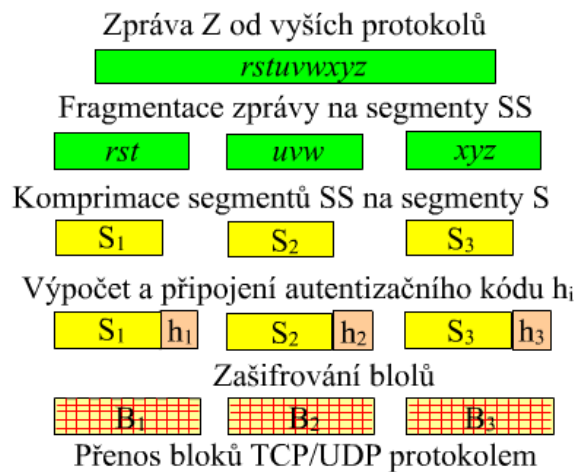 Zpráva Z od vyších protokolů
rstuvwxyz
Fragmentace zprávy na segmenty SS
rst uvw xyz
Komprimace segmentů SS na segmenty S
S₁ S₂ S₃
Výpočet a připojení autentizačního kódu hᵢ
S₁ h₁ S₂ h₂ S₃ h₃
Zašifrování blolů
B₁ B₂ B₃
Přenos bloků TCP/UDP protokolem